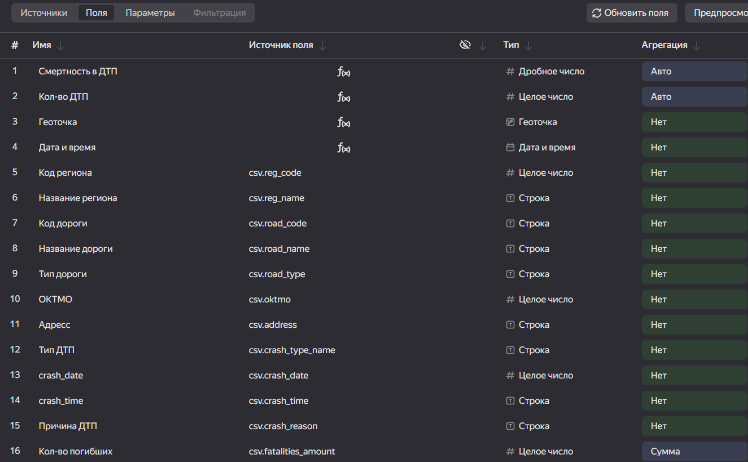 Источники Поля Параметры Фильтрация Обновить поля Предпросмо
# Имя Источник поля Тип Агрегация
1 Смертность в ДТП f(x) # Дробное число Авто
2 Кол-во ДТП f(x) # Целое число Авто
3 Геоточка f(x) Геоточка Нет
4 Дата и время f(x) Дата и время Нет
5 Код региона csv.reg_code # Целое число Нет
6 Название региона csv.reg_name Строка Нет
7 Код дороги csv.road_code Строка Нет
8 Название дороги csv.road_name Строка Нет
9 Тип дороги csv.road_type Строка Нет
10 ОКТМО csv.oktmo # Целое число Нет
11 Адресс csv.address Строка Нет
12 Тип ДТП csv.crash_type_name Строка Нет
13 crash_date csv.crash_date # Целое число Нет
14 crash_time csv.crash_time Строка Нет
15 Причина ДТП csv.crash_reason Строка Нет
16 Кол-во погибших csv.fatalities_amount # Целое число Сумма